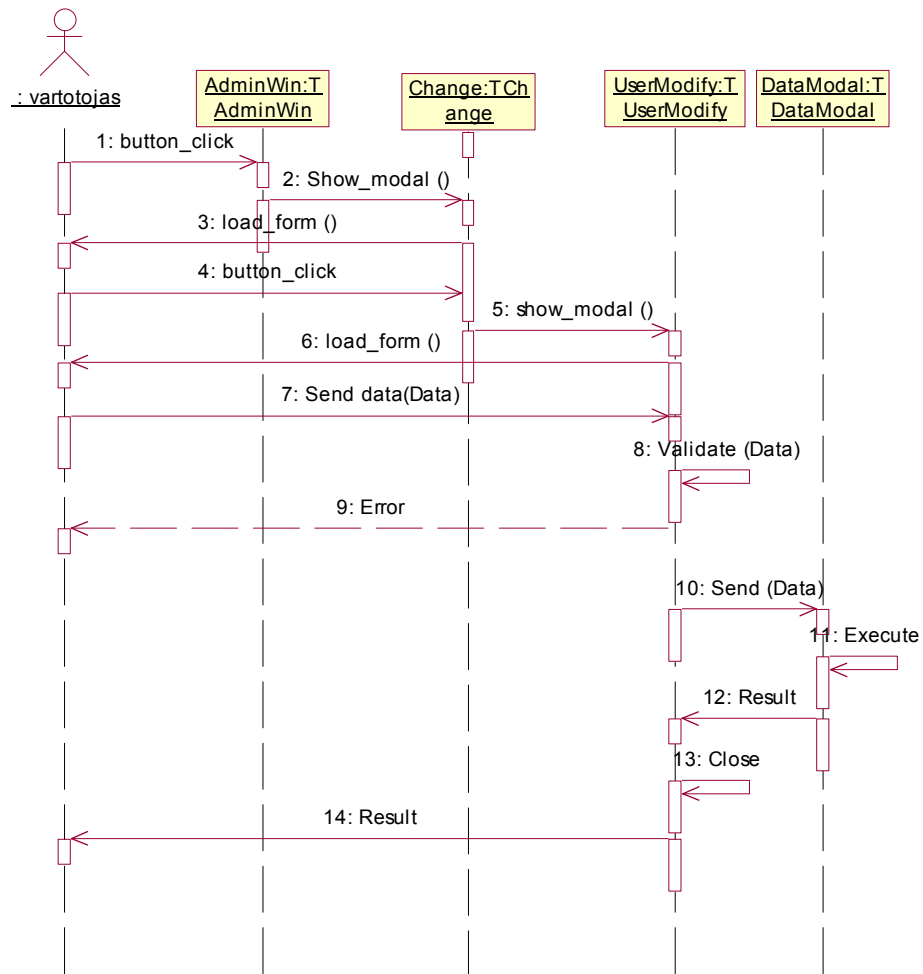 : vartotojas
AdminWin:T
AdminWin
Change:TCh
ange
UserModify:T
UserModify
DataModal:T
DataModal
1: button_click
2: Show_modal ()
3: load_form ()
4: button_click
5: show_modal ()
6: load_form ()
7: Send data(Data)
8: Validate (Data)
9: Error
10: Send (Data)
11: Execute
12: Result
13: Close
14: Result